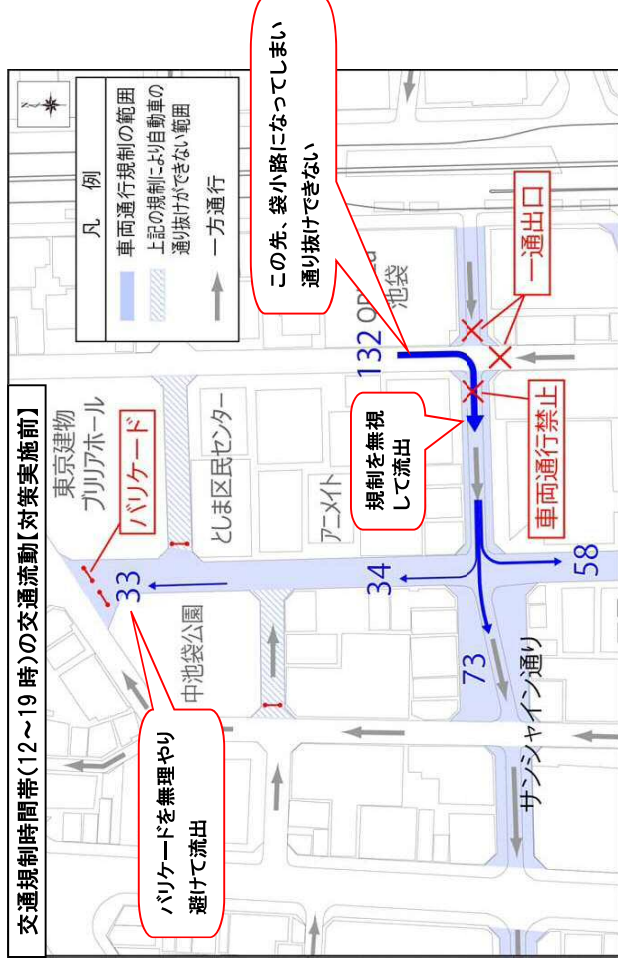 交通規制時間帯(12～19 時)の交通流動【対策実施前】
凡 例
車両通行規制の範囲
上記の規制により自動車の
通り抜けができない範囲
一方通行
東京建物
ブリリアホール
バリケード
33
中池袋公園
バリケードを無理やり
避けて流出
としま区民センター
アニメイト
132
池袋
この先、袋小路になってしまい
通り抜けできない
規制を無視
して流出
一通出口
車両通行禁止
34
73
58
サンシャイン通り